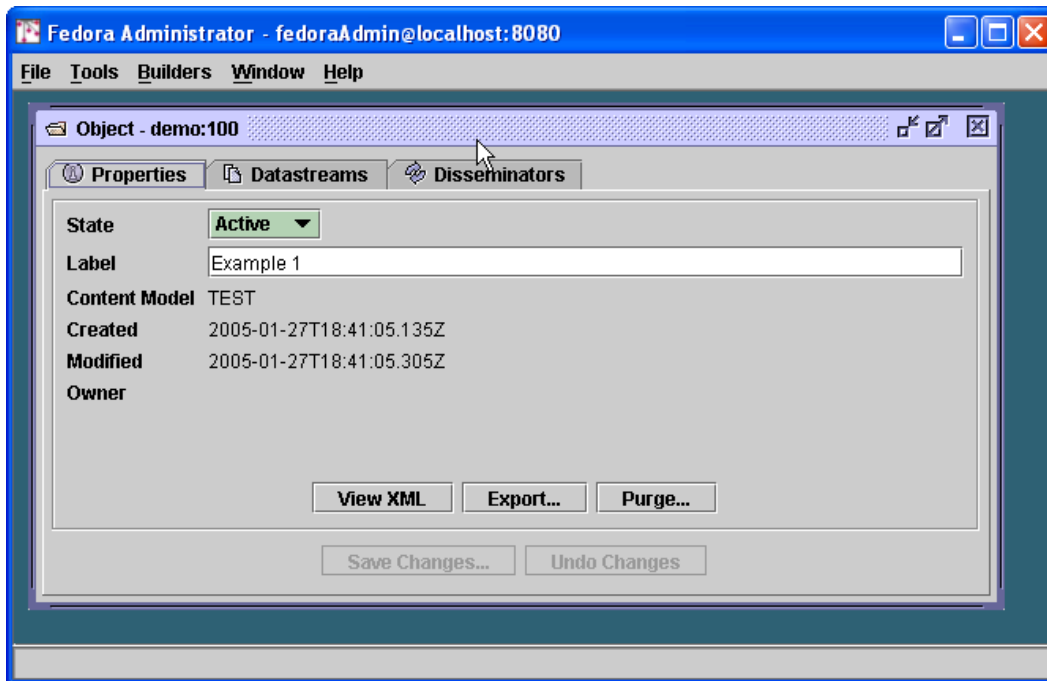 Fedora Administrator - fedoraAdmin@localhost:8080
File Tools Builders Window Help
Object - demo:100
Properties Datastreams Disseminators
State Active
Label Example 1
Content Model TEST
Created 2005-01-27T18:41:05.135Z
Modified 2005-01-27T18:41:05.305Z
Owner
View XML Export... Purge...
Save Changes... Undo Changes